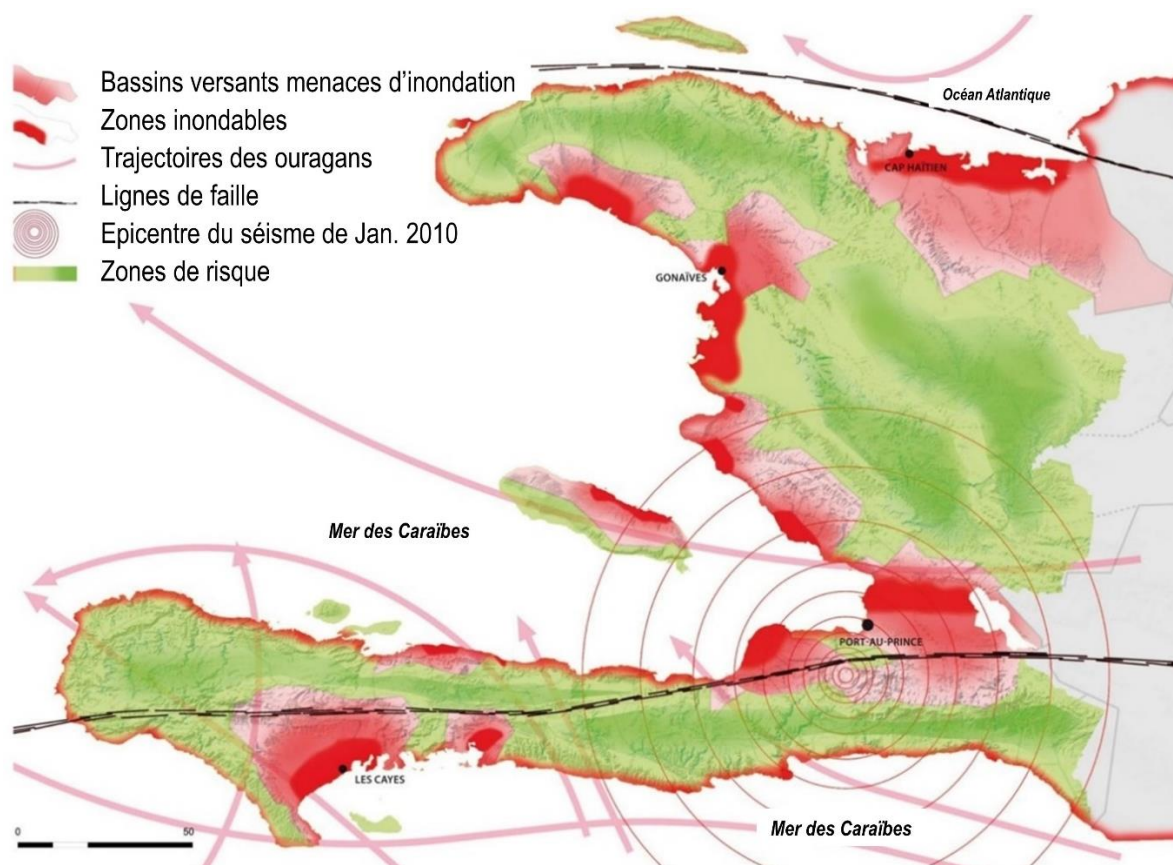 Bassins versants menaces d'inondation
Zones inondables
Trajectoires des ouragans
Lignes de faille
Epicentre du séisme de Jan. 2010
Zones de risque
Océan Atlantique
CAP HAÏTIEN
GONAÏVES
Mer des Caraïbes
PORT-AU-PRINCE
LES CAYES
Mer des Caraïbes
0 50